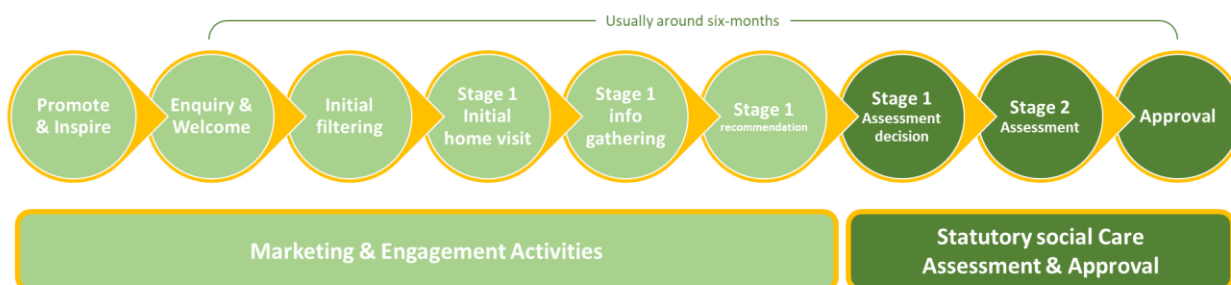 Usually around six-months
Promote
& Inspire
Enquiry &
Welcome
Initial
filtering
Stage 1
Initial
home visit
Stage 1
info
gathering
Stage 1
recommendation
Stage 1
Assessment
decision
Stage 2
Assessment
Approval
Marketing & Engagement Activities
Statutory social Care
Assessment & Approval